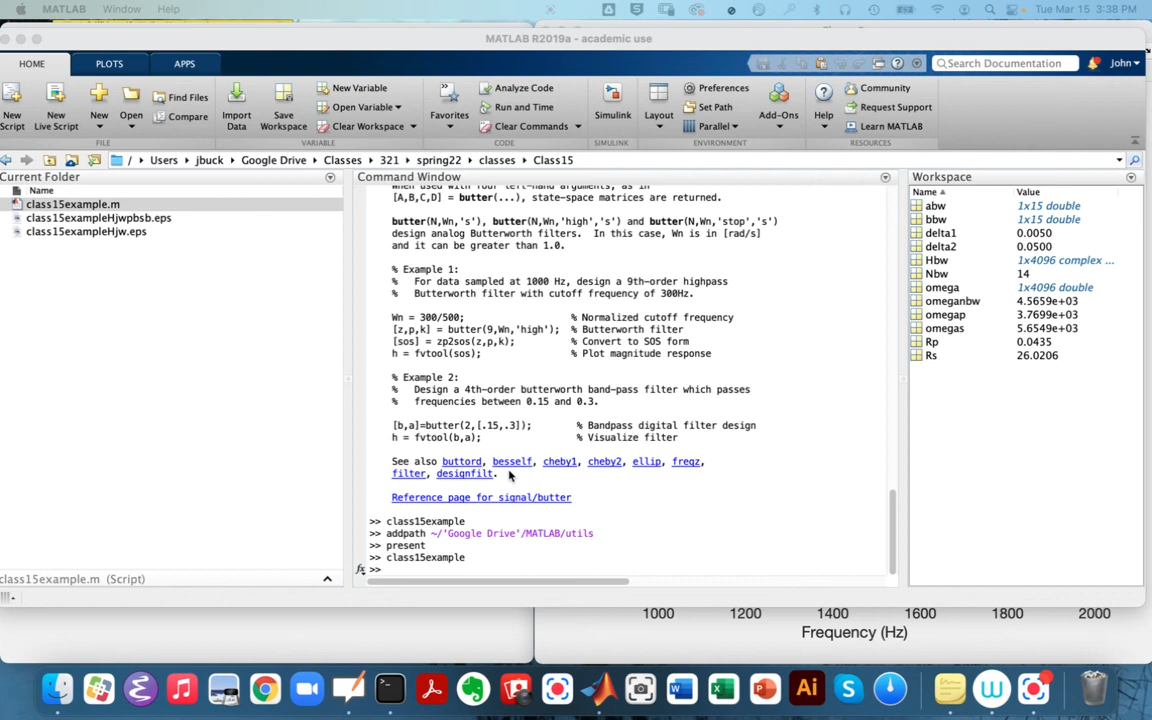 MATLAB Window Help Tue Mar 15 3:38 PM
MATLAB R2019a - academic use
HOME PLOTS APPS Search Documentation John
New Script
New Live Script
New
Open
Find Files
Compare
FILE
Import Data
Save Workspace
New Variable
Open Variable
Clear Workspace
VARIABLE
Favorites
Analyze Code
Run and Time
Clear Commands
CODE
Simulink
SIMULINK
Layout
Preferences
Set Path
Parallel
Add-Ons
ENVIRONMENT
Help
Community
Request Support
Learn MATLAB
RESOURCES
/ Users jbuck Google Drive Classes 321 spring22 classes Class15
Current Folder
Name
class15example.m
class15exampleHjwpbsb.eps
class15exampleHjw.eps
class15example.m (Script)
Command Window
when used with four left-hand arguments, as in
[A,B,C,D] = butter(...), state-space matrices are returned.
butter(N,Wn,'s'), butter(N,Wn,'high','s') and butter(N,Wn,'stop','s')
design analog Butterworth filters. In this case, Wn is in [rad/s]
and it can be greater than 1.0.
% Example 1:
% For data sampled at 1000 Hz, design a 9th-order highpass
% Butterworth filter with cutoff frequency of 300Hz.
Wn = 300/500; % Normalized cutoff frequency
[z,p,k] = butter(9,Wn,'high'); % Butterworth filter
[sos] = zp2sos(z,p,k); % Convert to SOS form
h = fvtool(sos); % Plot magnitude response
% Example 2:
% Design a 4th-order butterworth band-pass filter which passes
% frequencies between 0.15 and 0.3.
[b,a]=butter(2,[.15,.3]); % Bandpass digital filter design
h = fvtool(b,a); % Visualize filter
See also buttord, besself, cheby1, cheby2, ellip, freqz,
filter, designfilt.
Reference page for signal/butter
>> class15example
>> addpath ~/'Google Drive'/MATLAB/utils
>> present
>> class15example
fx >>
Workspace
Name Value
abw 1x15 double
bbw 1x15 double
delta1 0.0050
delta2 0.0500
Hbw 1x4096 complex ...
Nbw 14
omega 1x4096 double
omeganbw 4.5659e+03
omegap 3.7699e+03
omegas 5.6549e+03
Rp 0.0435
Rs 26.0206
1000 1200 1400 1600 1800 2000
Frequency (Hz)